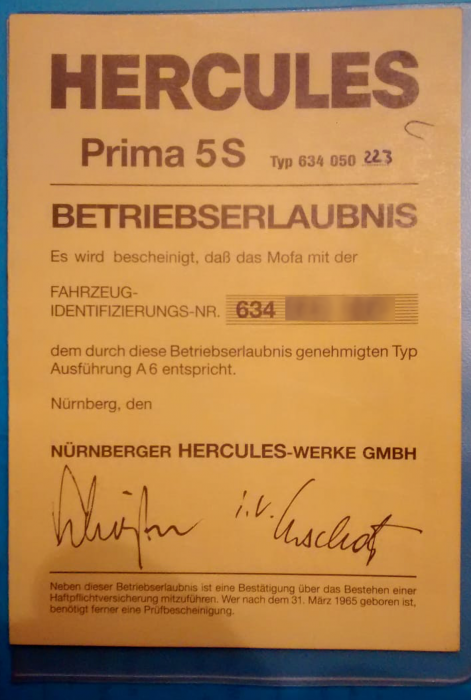 HERCULES
Prima 5 S Typ 634 050 223
BETRIEBSERLAUBNIS
Es wird bescheinigt, daß das Mofa mit der
FAHRZEUG-
IDENTIFIZIERUNGS-NR. 634
dem durch diese Betriebserlaubnis genehmigten Typ
Ausführung A 6 entspricht.
Nürnberg, den
NÜRNBERGER HERCULES-WERKE GMBH
i.V.
Neben dieser Betriebserlaubnis ist eine Bestätigung über das Bestehen einer
Haftpflichtversicherung mitzuführen. Wer nach dem 31. März 1965 geboren ist,
benötigt ferner eine Prüfbescheinigung.